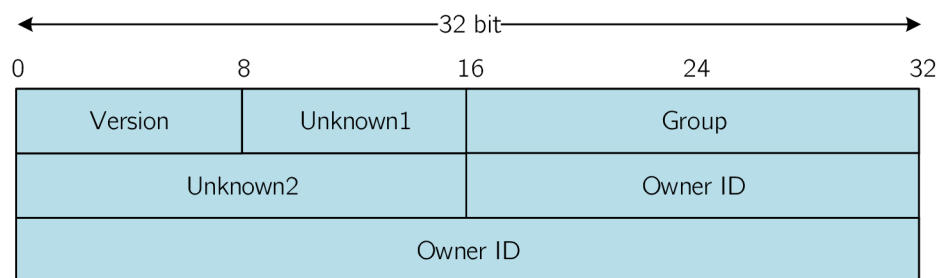 32 bit
0 8 16 24 32
Version Unknown1 Group
Unknown2 Owner ID
Owner ID